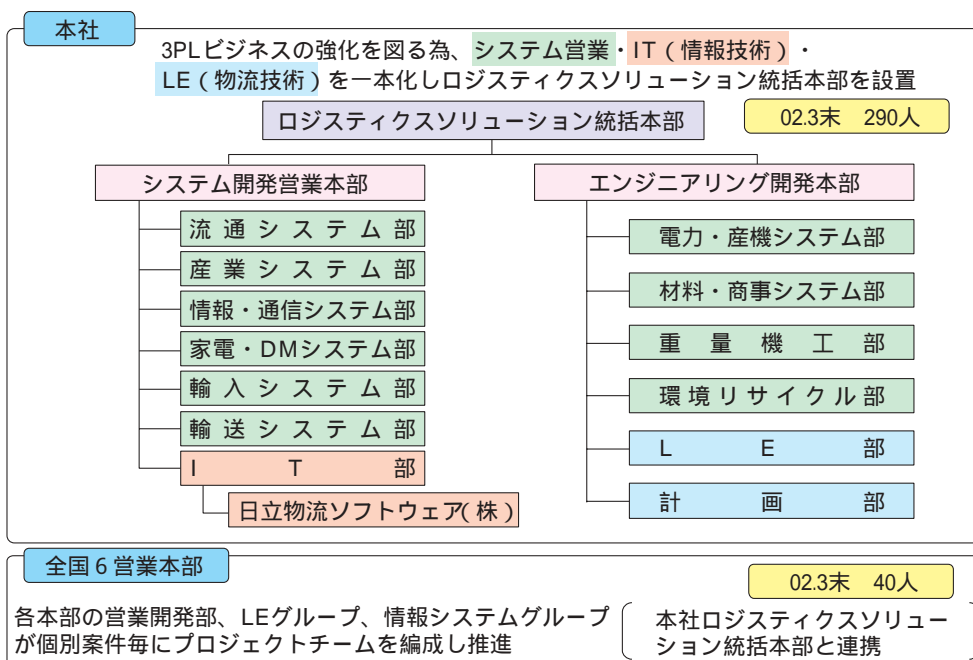 本社
3PLビジネスの強化を図る為、システム営業・IT（情報技術）・
LE（物流技術）を一本化しロジスティクスソリューション統括本部を設置
ロジスティクスソリューション統括本部
02.3末　290人
システム開発営業本部
流通システム部
産業システム部
情報・通信システム部
家電・DMシステム部
輸入システム部
輸送システム部
IT部
日立物流ソフトウェア（株）
エンジニアリング開発本部
電力・産機システム部
材料・商事システム部
重量機工部
環境リサイクル部
LE部
計画部
全国６営業本部
02.3末　40人
各本部の営業開発部、LEグループ、情報システムグループ
が個別案件毎にプロジェクトチームを編成し推進
本社ロジスティクスソリュー
ション統括本部と連携